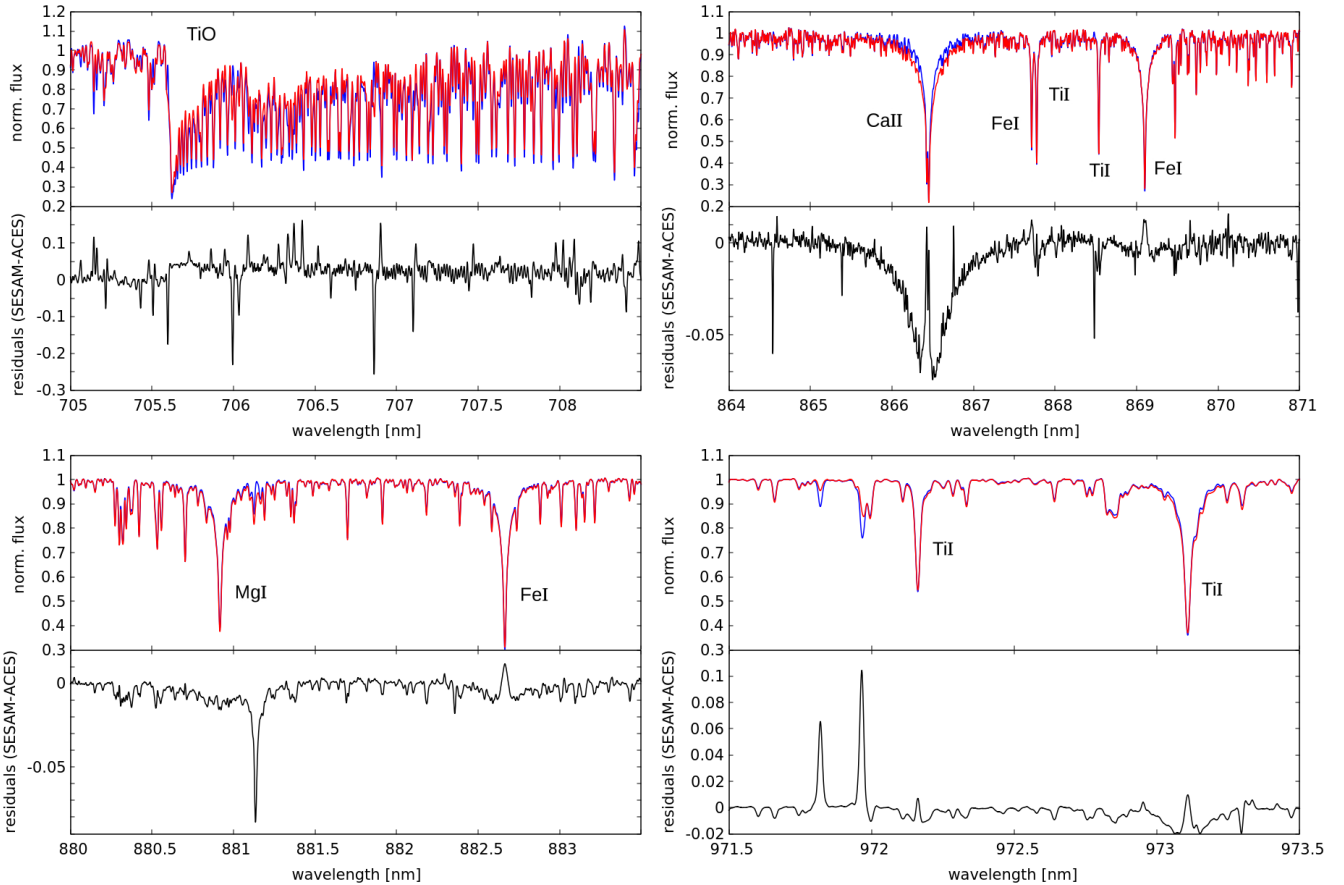 1.2
1.1
1
0.9
0.8
0.7
0.6
0.5
0.4
0.3
0.2
norm. flux
TiO
0.2
0.1
0
-0.1
-0.2
-0.3
residuals (SESAM-ACES)
705 705.5 706 706.5 707 707.5 708
wavelength [nm]
1.1
1
0.9
0.8
0.7
0.6
0.5
0.4
0.3
0.2
norm. flux
CaII
FeI
TiI
TiI
FeI
0
-0.05
residuals (SESAM-ACES)
864 865 866 867 868 869 870 871
wavelength [nm]
1.1
1
0.9
0.8
0.7
0.6
0.5
0.4
0.3
norm. flux
MgI
FeI
0
-0.05
residuals (SESAM-ACES)
880 880.5 881 881.5 882 882.5 883
wavelength [nm]
1.1
1
0.9
0.8
0.7
0.6
0.5
0.4
0.3
norm. flux
TiI
TiI
0.1
0.08
0.06
0.04
0.02
0
-0.02
residuals (SESAM-ACES)
971.5 972 972.5 973 973.5
wavelength [nm]